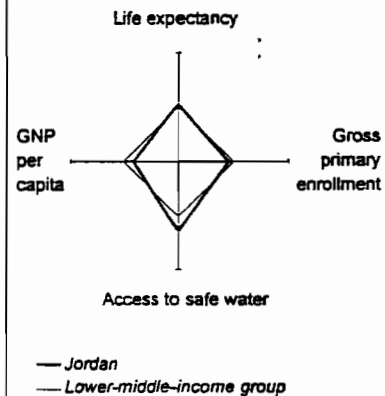 Life expectancy
GNP
per
capita
Gross
primary
enrollment
Access to safe water
Jordan
Lower-middle-income group